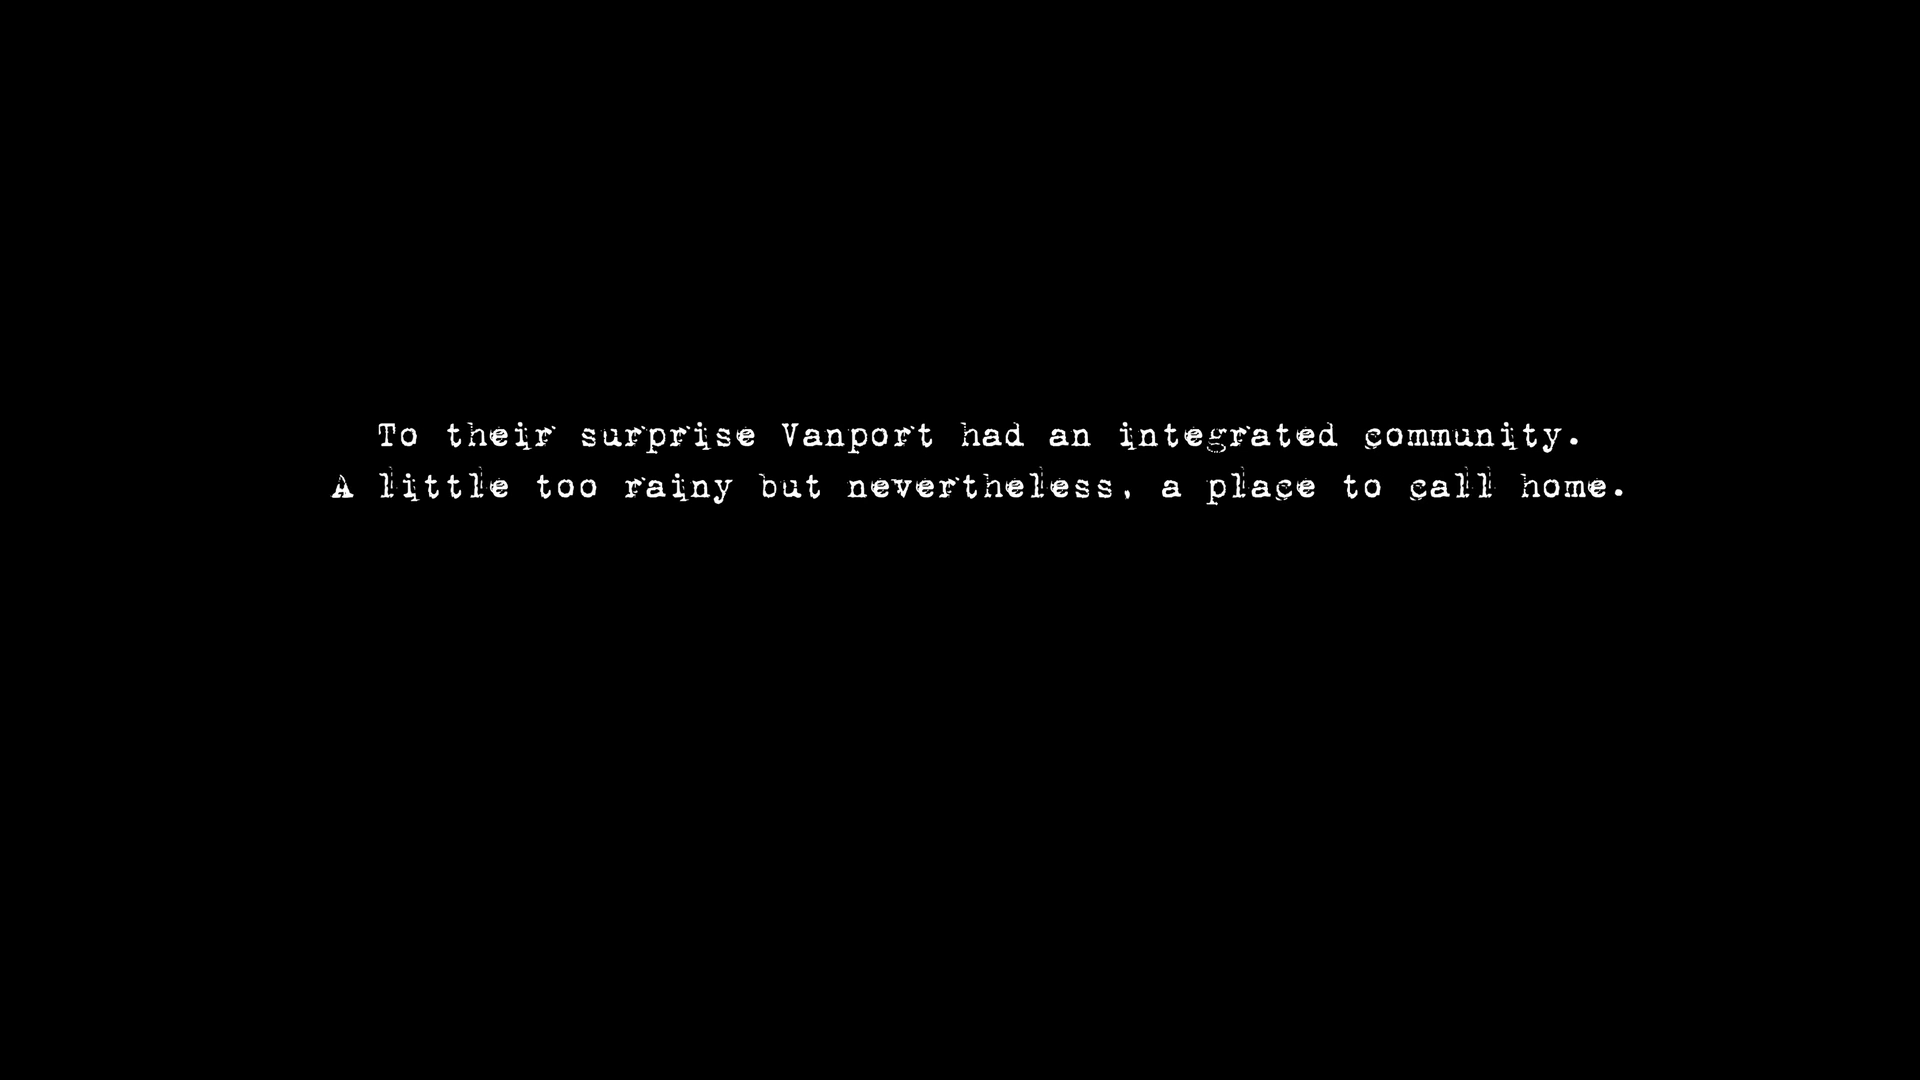 To their surprise Vanport had an integrated community.
A little too rainy but nevertheless, a place to call home.